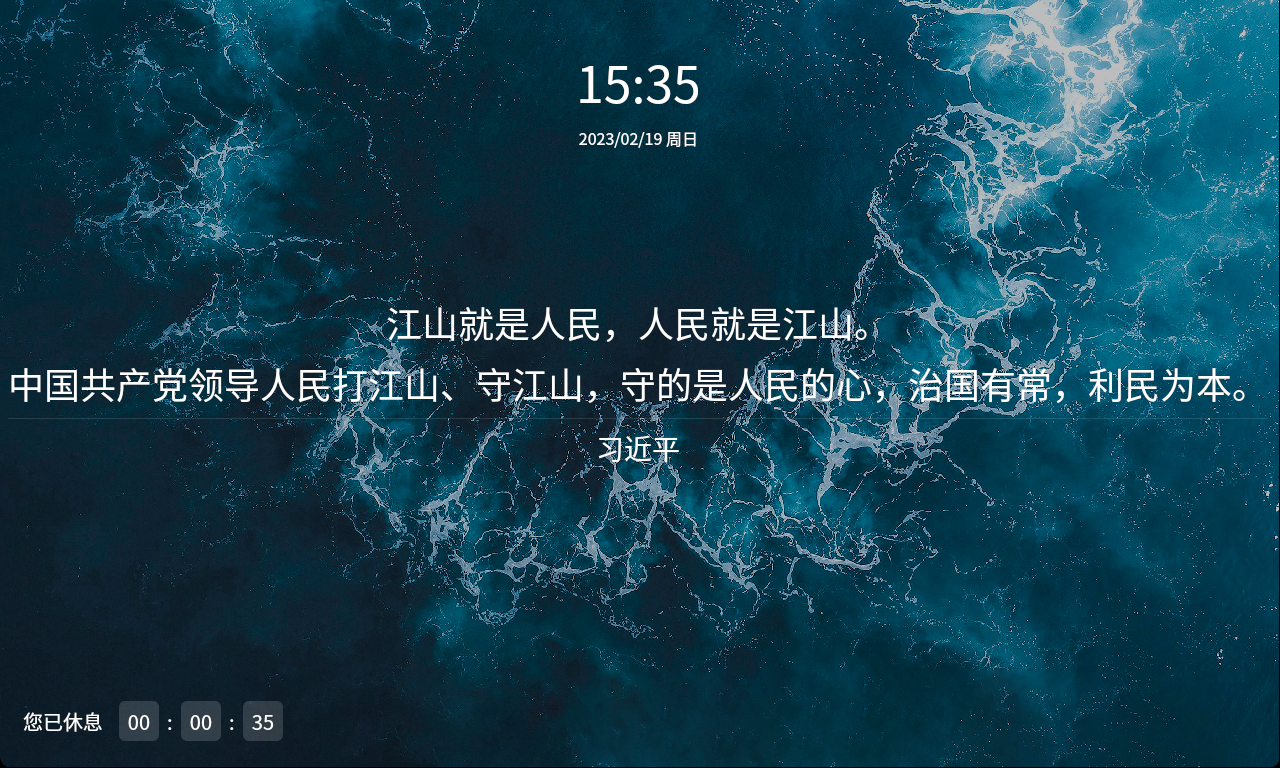 15:35
2023/02/19 周日
江山就是人民，人民就是江山。
中国共产党领导人民打江山、守江山，守的是人民的心，治国有常，利民为本。
习近平
您已休息 00 : 00 : 35